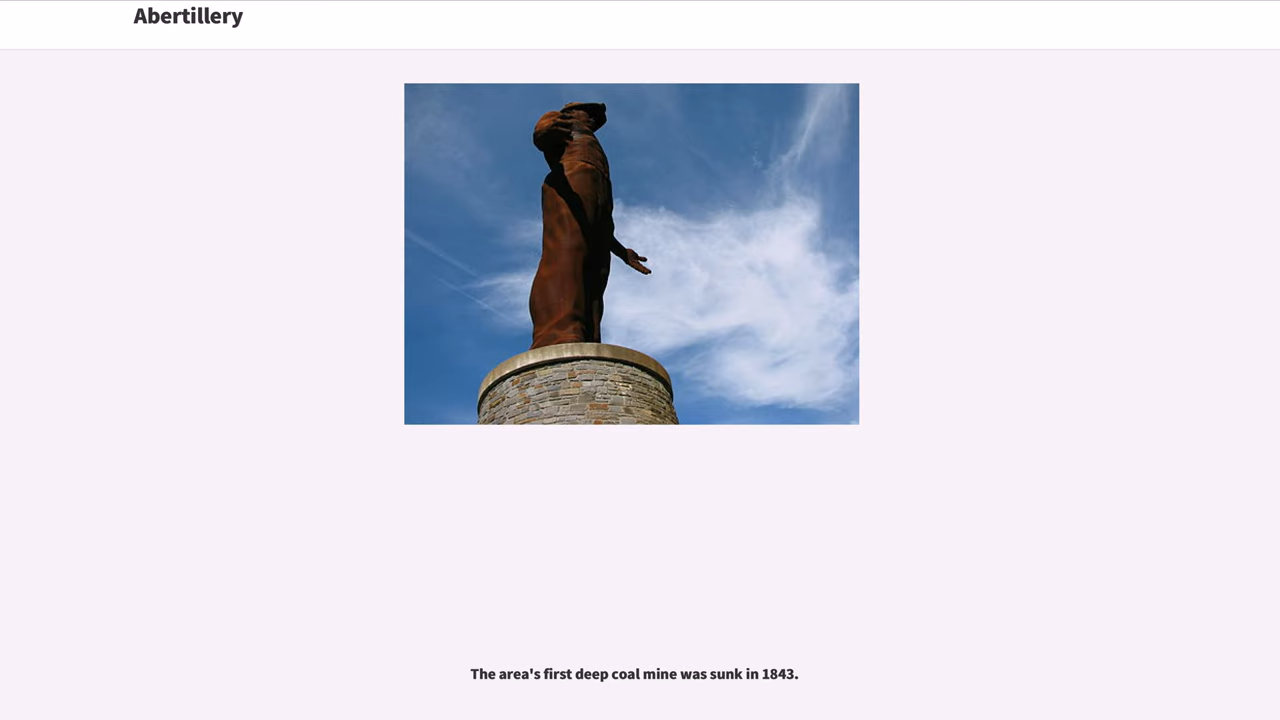 Abertillery
The area's first deep coal mine was sunk in 1843.